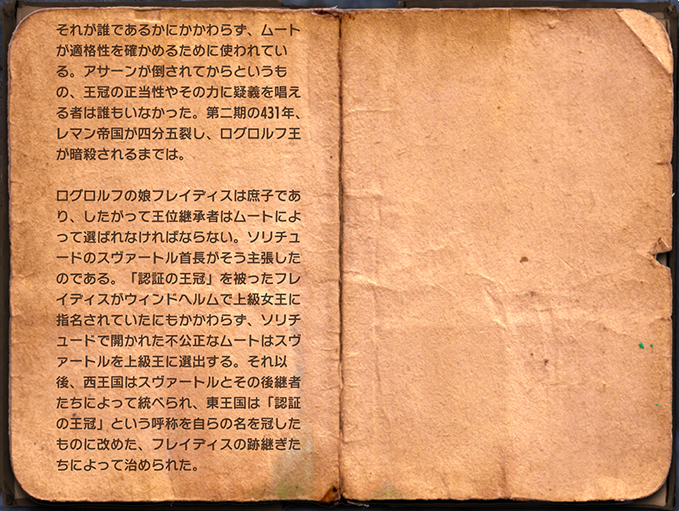 それが誰であるかにかかわらず、ムート
が適格性を確かめるために使われてい
る。アサーンが倒されてからというも
の、王冠の正当性やその力に疑義を唱え
る者は誰もいなかった。第二期の431年、
レマン帝国が四分五裂し、ログロルフ王
が暗殺されるまでは。
ログロルフの娘フレイディスは庶子であ
り、したがって王位継承者はムートによ
って選ばれなければならない。ソリチュ
ードのスヴァートル首長がそう主張した
のである。「認証の王冠」を被ったフレ
イディスがウィンドヘルムで上級女王に
指名されていたにもかかわらず、ソリチ
ュードで開かれた不公正なムートはスヴ
ァートルを上級王に選出する。それ以
後、西王国はスヴァートルとその後継者
たちによって統べられ、東王国は「認証
の王冠」という呼称を自らの名を冠した
ものに改めた、フレイディスの跡継ぎた
ちによって治められた。